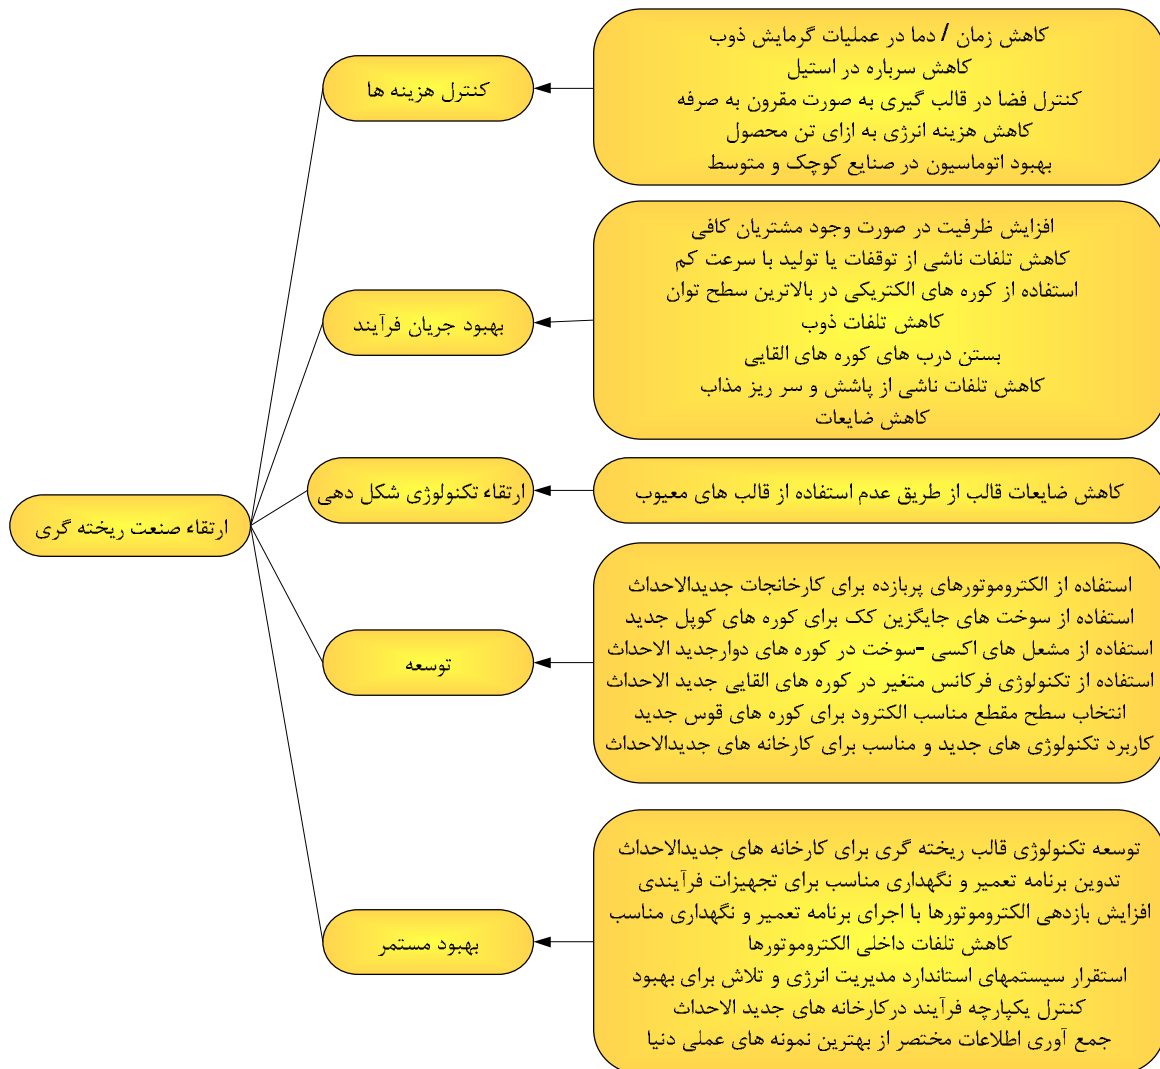 کاهش زمان / دما در عملیات گرمایش ذوب
کاهش سرباره در استیل
کنترل فضا در قالب گیری به صورت مقرون به صرفه
کاهش هزینه انرژی به ازای تن محصول
بهبود اتوماسیون در صنایع کوچک و متوسط
کنترل هزینه ها
افزایش ظرفیت در صورت وجود مشتریان کافی
کاهش تلفات ناشی از توقفات یا تولید با سرعت کم
استفاده از کوره های الکتریکی در بالاترین سطح توان
کاهش تلفات ذوب
بستن درب های کوره های القایی
کاهش تلفات ناشی از پاشش و سر ریز مذاب
کاهش ضایعات
بهبود جریان فرآیند
کاهش ضایعات قالب از طریق عدم استفاده از قالب های معیوب
ارتقاء تکنولوژی شکل دهی
ارتقاء صنعت ریخته گری
استفاده از الکتروموتورهای پربازده برای کارخانجات جدیدالاحداث
استفاده از سوخت های جایگزین کک برای کوره های کوپل جدید
استفاده از مشعل های اکسی -سوخت در کوره های دوارجدید الاحداث
استفاده از تکنولوژی فرکانس متغیر در کوره های القایی جدید الاحداث
انتخاب سطح مقطع مناسب الکترود برای کوره های قوس جدید
کاربرد تکنولوژی های جدید و مناسب برای کارخانه های جدیدالاحداث
توسعه
توسعه تکنولوژی قالب ریخته گری برای کارخانه های جدیدالاحداث
تدوین برنامه تعمیر و نگهداری مناسب برای تجهیزات فرآیندی
افزایش بازدهی الکتروموتورها با اجرای برنامه تعمیر و نگهداری مناسب
کاهش تلفات داخلی الکتروموتورها
استقرار سیستمهای استاندارد مدیریت انرژی و تلاش برای بهبود
کنترل یکپارچه فرآیند درکارخانه های جدید الاحداث
جمع آوری اطلاعات مختصر از بهترین نمونه های عملی دنیا
بهبود مستمر